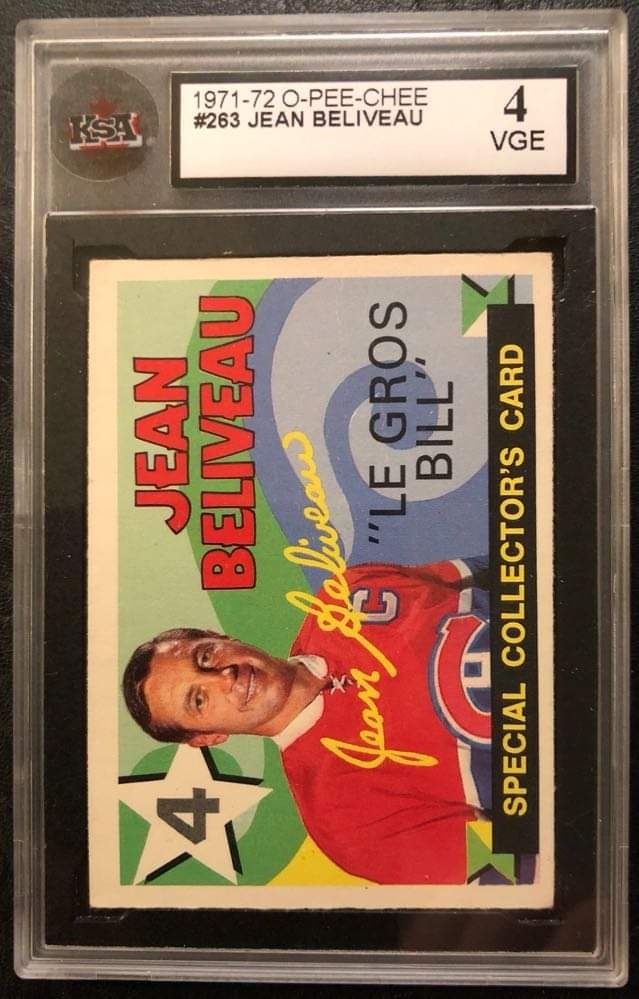 KSA
1971-72 O-PEE-CHEE
#263 JEAN BELIVEAU
4
VGE
4
JEAN
BELIVEAU
Jean Beliveau
C
"LE GROS
BILL"
SPECIAL COLLECTOR'S CARD